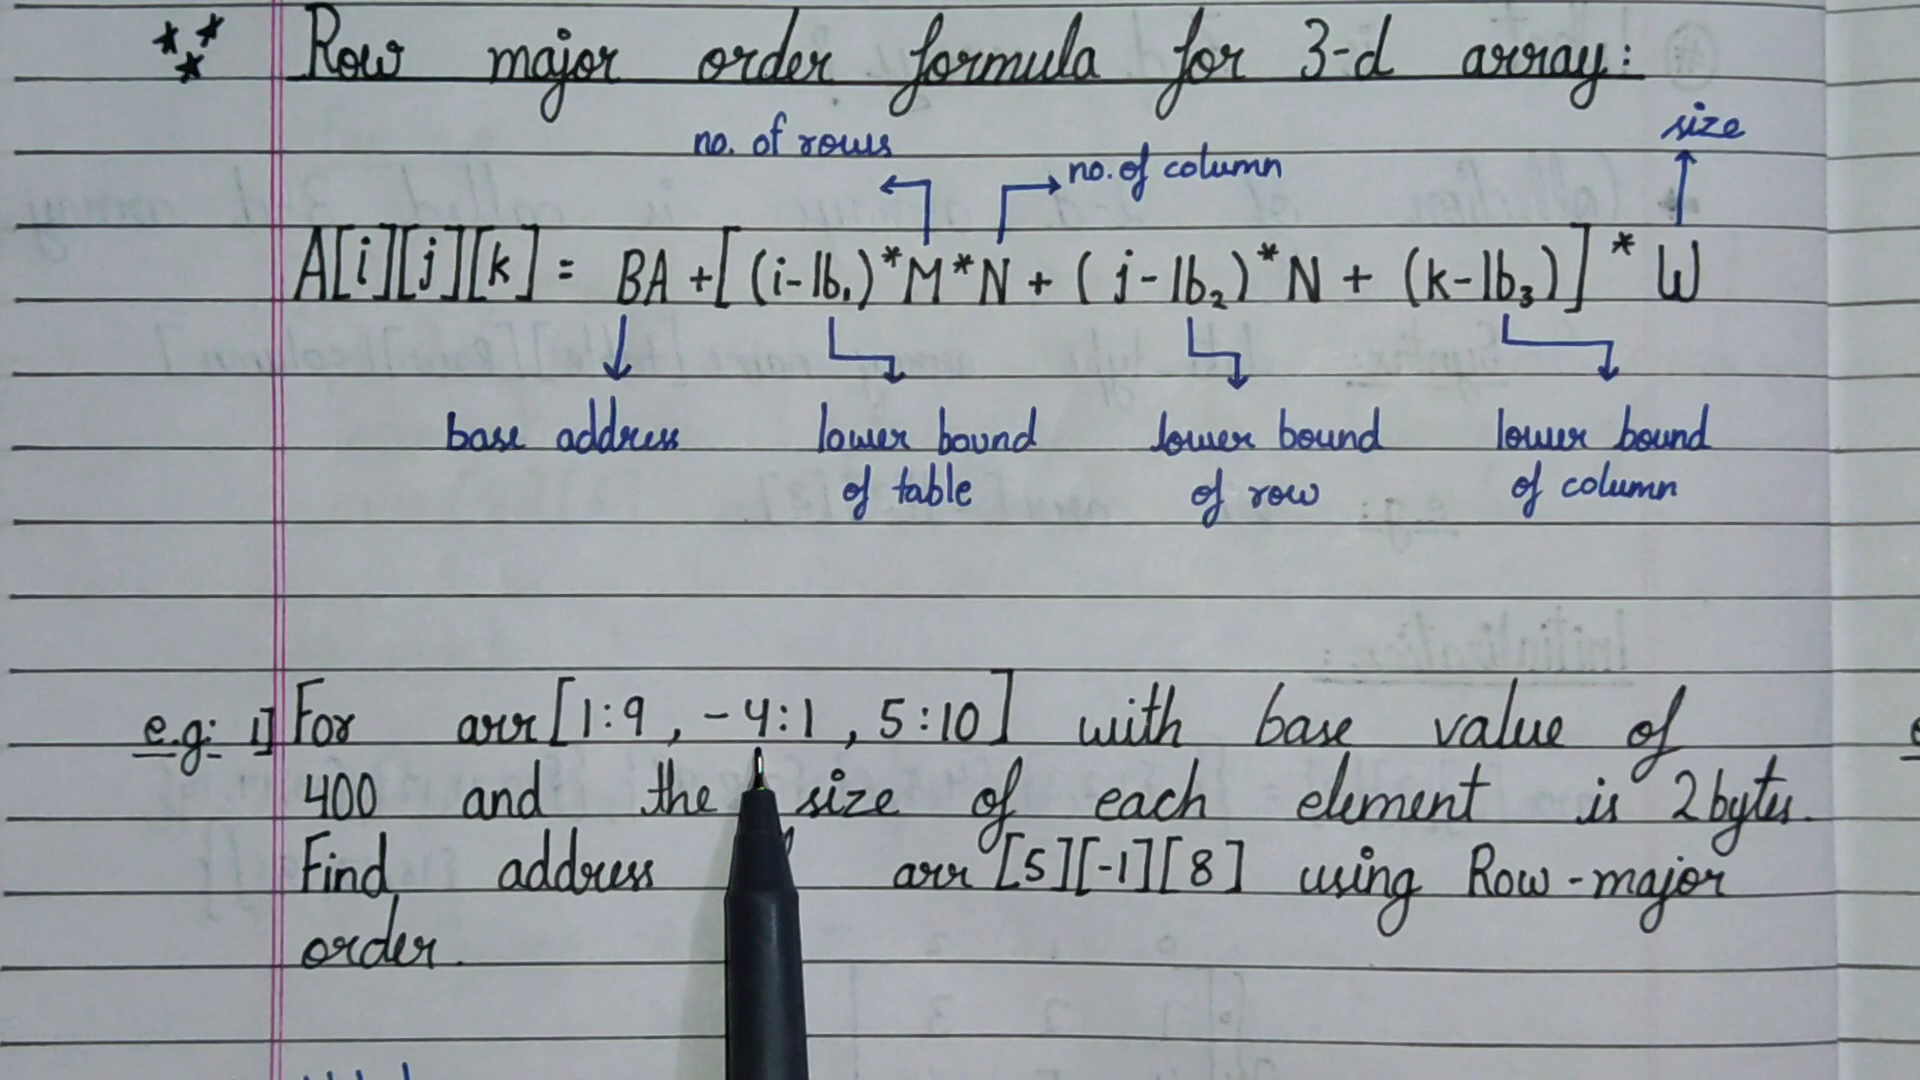 Row major order formula for 3-d array:
no. of rows
no. of column
size
A[i][j][k] = BA + [(i-lb₁)*M*N + (j-lb₂)*N + (k-lb₃)] * W
base address
lower bound of table
lower bound of row
lower bound of column
e.g: 1] For arr[1:9, -4:1, 5:10] with base value of
400 and the size of each element is 2 bytes.
Find address arr[5][-1][8] using Row-major
order.